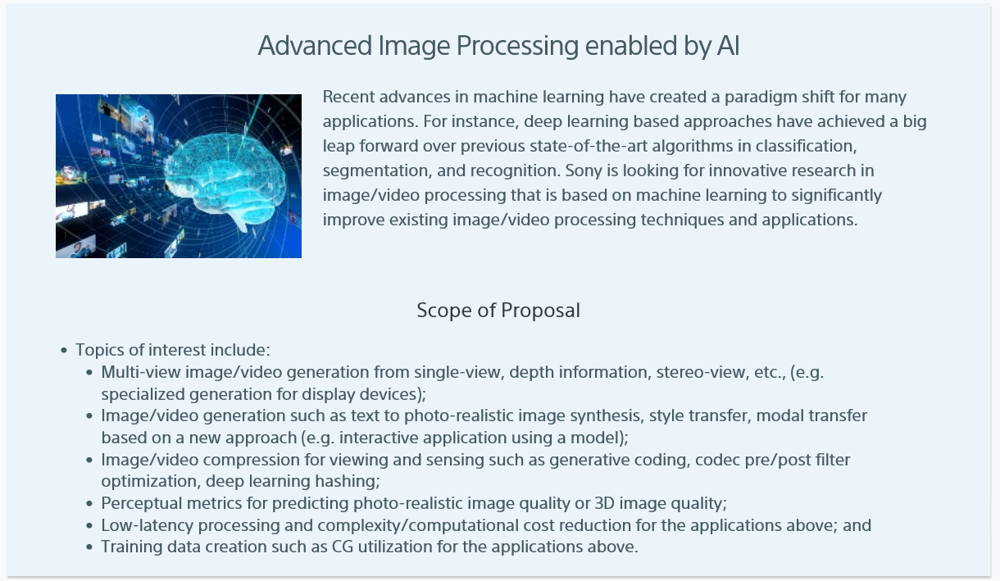 Advanced Image Processing enabled by AI
Recent advances in machine learning have created a paradigm shift for many
applications. For instance, deep learning based approaches have achieved a big
leap forward over previous state-of-the-art algorithms in classification,
segmentation, and recognition. Sony is looking for innovative research in
image/video processing that is based on machine learning to significantly
improve existing image/video processing techniques and applications.
Scope of Proposal
• Topics of interest include:
• Multi-view image/video generation from single-view, depth information, stereo-view, etc., (e.g.
specialized generation for display devices);
• Image/video generation such as text to photo-realistic image synthesis, style transfer, modal transfer
based on a new approach (e.g. interactive application using a model);
• Image/video compression for viewing and sensing such as generative coding, codec pre/post filter
optimization, deep learning hashing;
• Perceptual metrics for predicting photo-realistic image quality or 3D image quality;
• Low-latency processing and complexity/computational cost reduction for the applications above; and
• Training data creation such as CG utilization for the applications above.